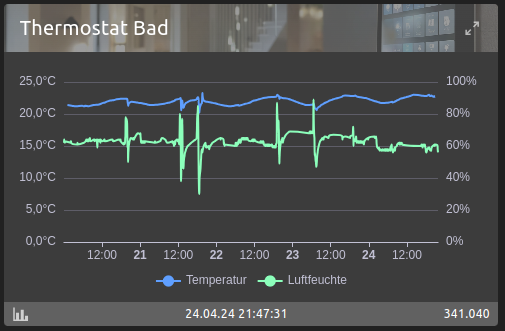 Thermostat Bad
25,0°C 100%
20,0°C 80%
15,0°C 60%
10,0°C 40%
5,0°C 20%
0,0°C 0%
12:00 21 12:00 22 12:00 23 12:00 24 12:00
Temperatur Luftfeuchte
24.04.24 21:47:31 341.040